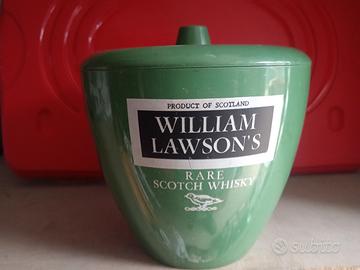 PRODUCT OF SCOTLAND
WILLIAM
LAWSON'S
RARE
SCOTCH WHISKY
subito